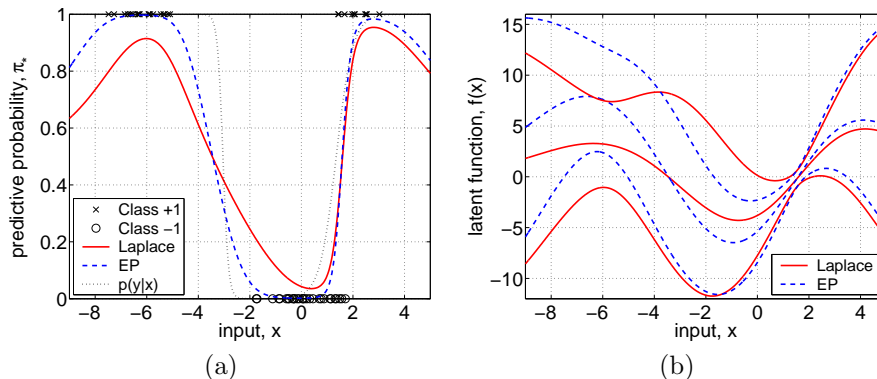 1
0.8
0.6
0.4
0.2
0
predictive probability, π*
Class +1
Class −1
Laplace
EP
p(y|x)
−8 −6 −4 −2 0 2 4
input, x
(a)
15
10
5
0
−5
−10
latent function, f(x)
Laplace
EP
−8 −6 −4 −2 0 2 4
input, x
(b)